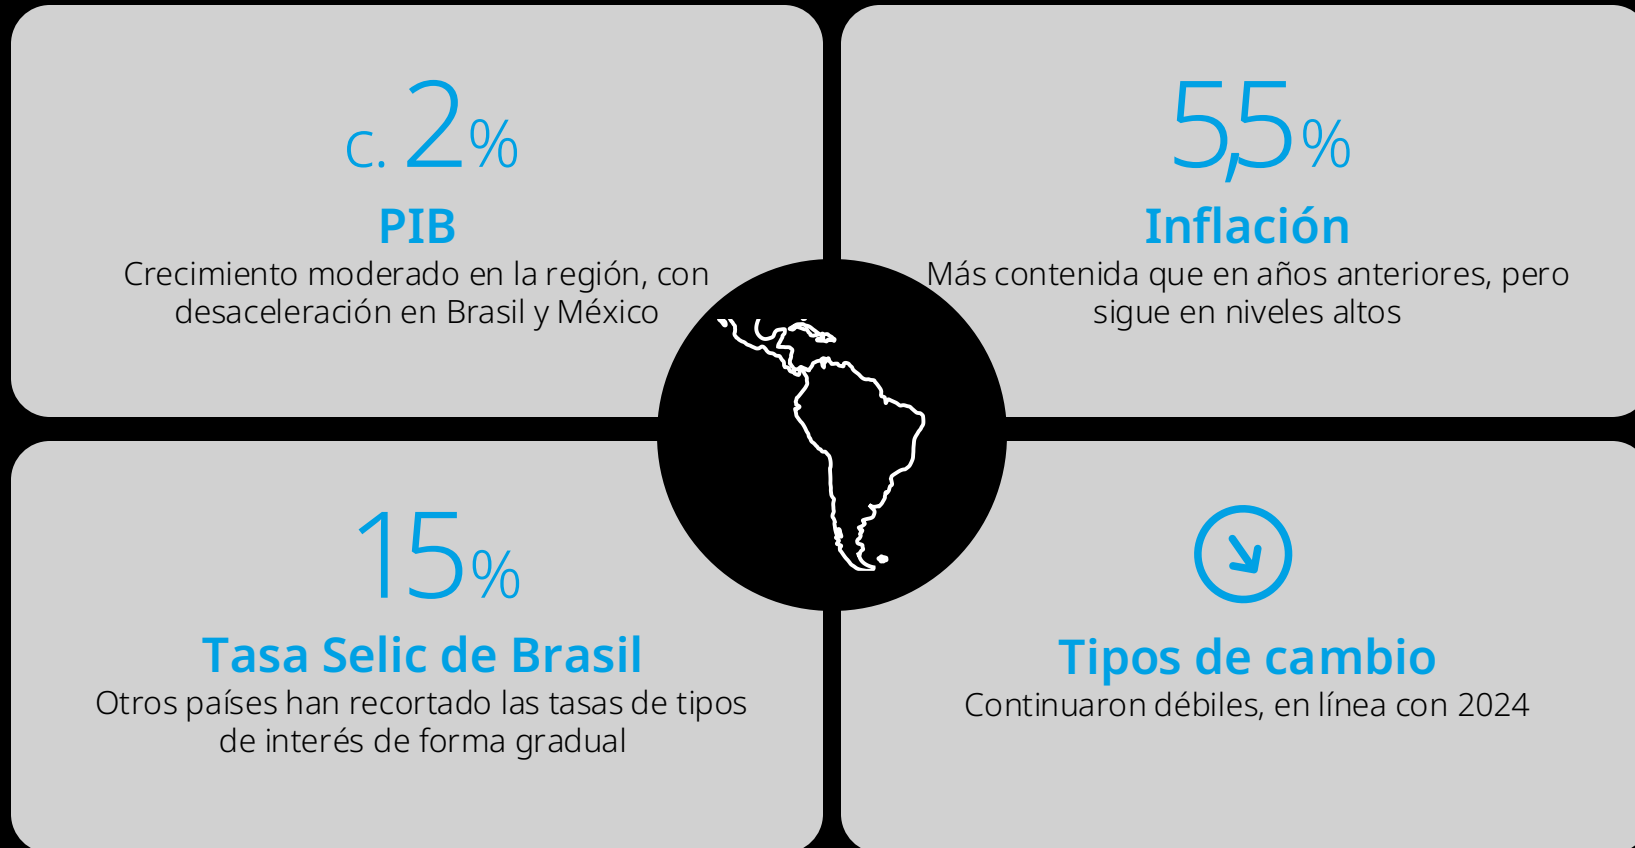 c. 2%
PIB
Crecimiento moderado en la región, con
desaceleración en Brasil y México
5,5%
Inflación
Más contenida que en años anteriores, pero
sigue en niveles altos
15%
Tasa Selic de Brasil
Otros países han recortado las tasas de tipos
de interés de forma gradual
Tipos de cambio
Continuaron débiles, en línea con 2024